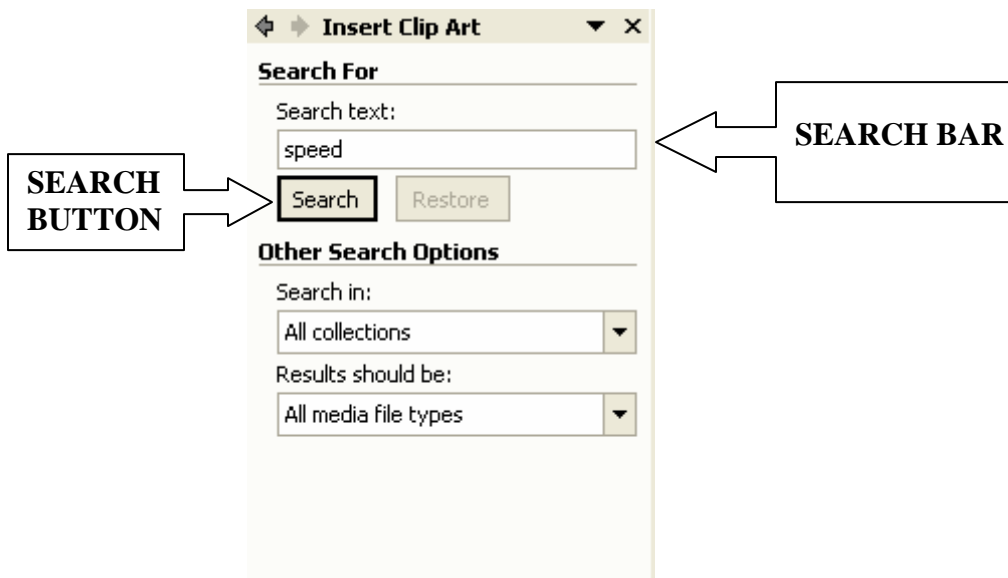 Insert Clip Art
Search For
Search text:
speed
SEARCH BAR
SEARCH
BUTTON
Search
Restore
Other Search Options
Search in:
All collections
Results should be:
All media file types